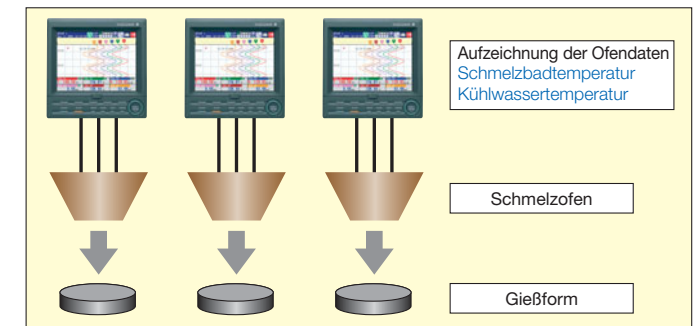 Aufzeichnung der Ofendaten
Schmelzbadtemperatur
Kühlwassertemperatur
Schmelzofen
Gießform